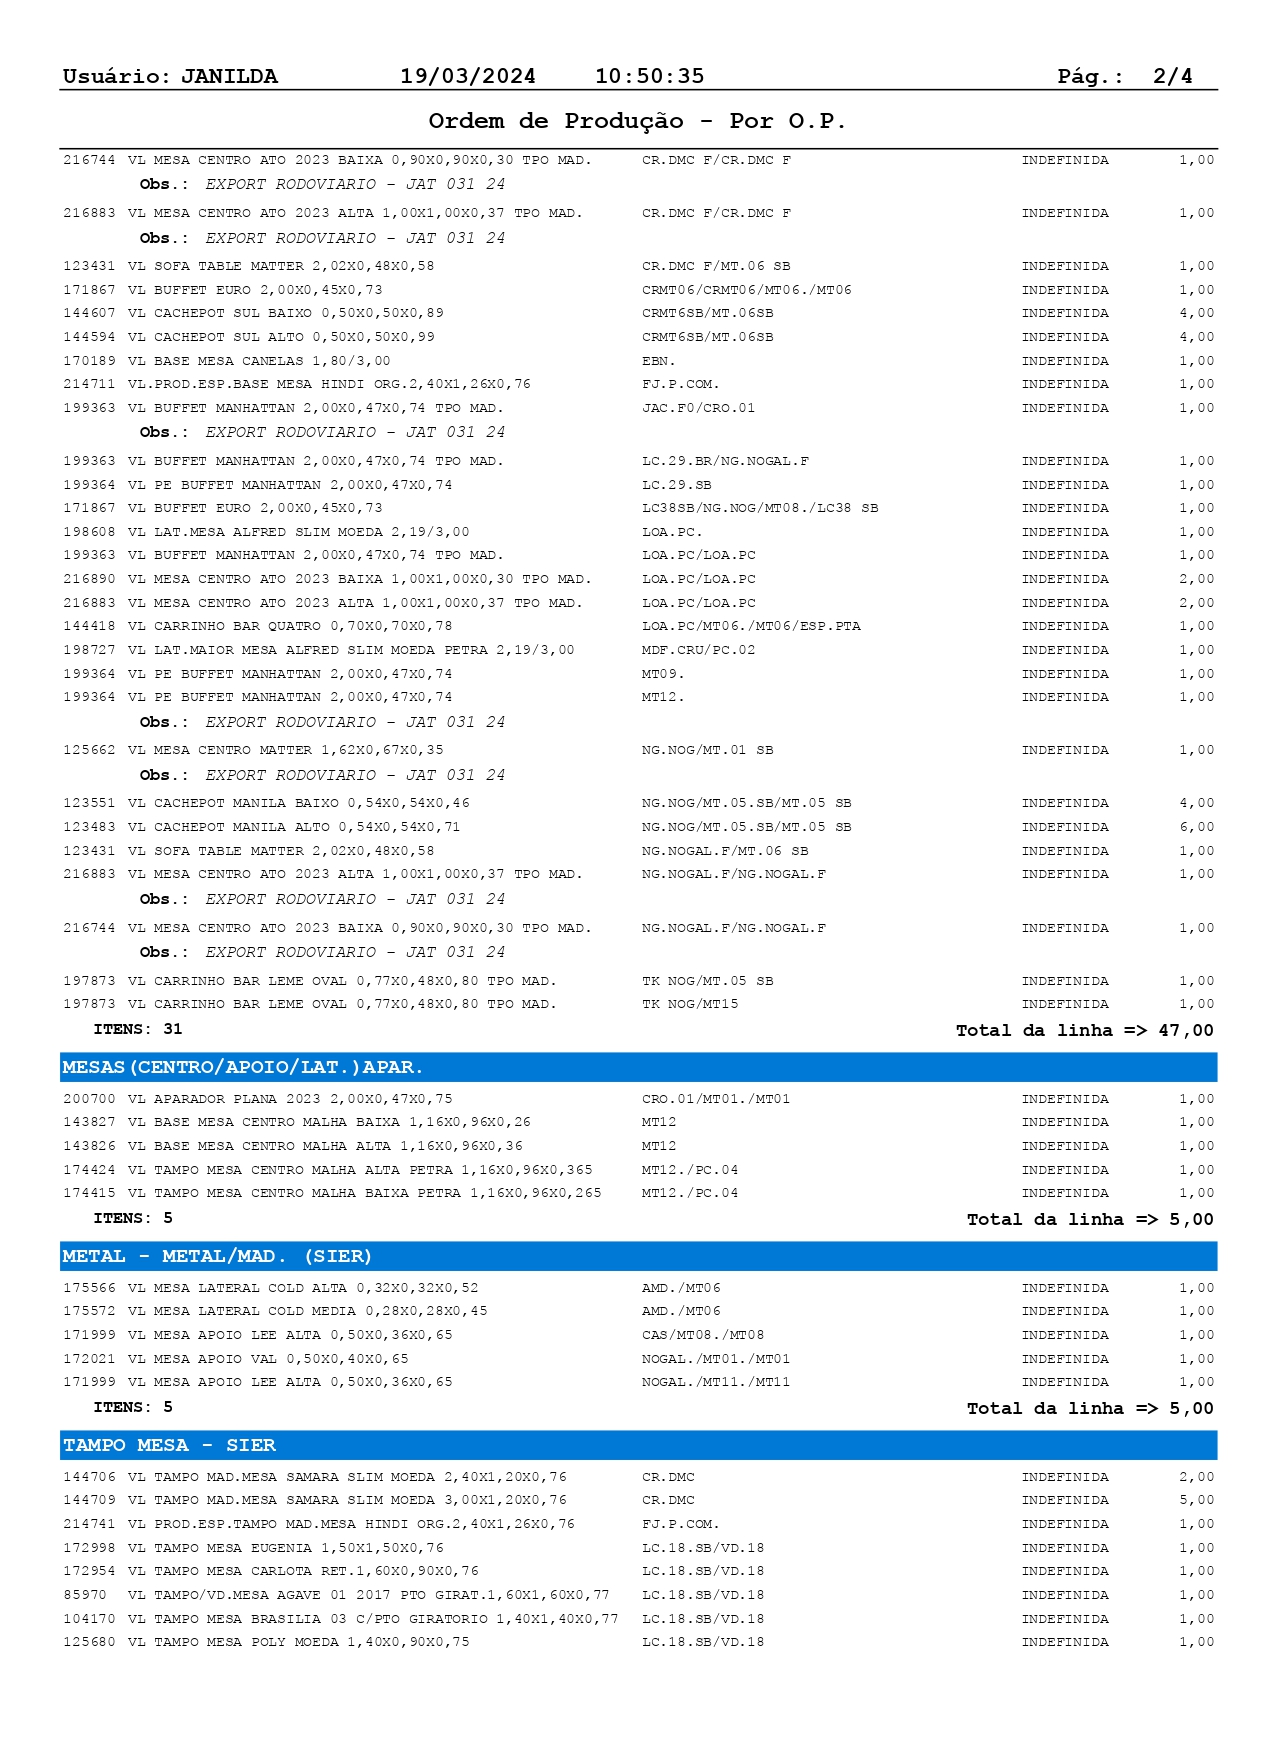 Usuário: JANILDA 19/03/2024 10:50:35 Pág.: 2/4
Ordem de Produção - Por O.P.
216744 VL MESA CENTRO ATO 2023 BAIXA 0,90X0,90X0,30 TPO MAD. CR.DMC F/CR.DMC F INDEFINIDA 1,00
Obs.: EXPORT RODOVIARIO - JAT 031 24
216883 VL MESA CENTRO ATO 2023 ALTA 1,00X1,00X0,37 TPO MAD. CR.DMC F/CR.DMC F INDEFINIDA 1,00
Obs.: EXPORT RODOVIARIO - JAT 031 24
123431 VL SOFA TABLE MATTER 2,02X0,48X0,58 CR.DMC F/MT.06 SB INDEFINIDA 1,00
171867 VL BUFFET EURO 2,00X0,45X0,73 CRMT06/CRMT06/MT06./MT06 INDEFINIDA 1,00
144607 VL CACHEPOT SUL BAIXO 0,50X0,50X0,89 CRMT6SB/MT.06SB INDEFINIDA 4,00
144594 VL CACHEPOT SUL ALTO 0,50X0,50X0,99 CRMT6SB/MT.06SB INDEFINIDA 4,00
170189 VL BASE MESA CANELAS 1,80/3,00 EBN. INDEFINIDA 1,00
214711 VL.PROD.ESP.BASE MESA HINDI ORG.2,40X1,26X0,76 FJ.P.COM. INDEFINIDA 1,00
199363 VL BUFFET MANHATTAN 2,00X0,47X0,74 TPO MAD. JAC.F0/CRO.01 INDEFINIDA 1,00
Obs.: EXPORT RODOVIARIO - JAT 031 24
199363 VL BUFFET MANHATTAN 2,00X0,47X0,74 TPO MAD. LC.29.BR/NG.NOGAL.F INDEFINIDA 1,00
199364 VL PE BUFFET MANHATTAN 2,00X0,47X0,74 LC.29.SB INDEFINIDA 1,00
171867 VL BUFFET EURO 2,00X0,45X0,73 LC38SB/NG.NOG/MT08./LC38 SB INDEFINIDA 1,00
198608 VL LAT.MESA ALFRED SLIM MOEDA 2,19/3,00 LOA.PC. INDEFINIDA 1,00
199363 VL BUFFET MANHATTAN 2,00X0,47X0,74 TPO MAD. LOA.PC/LOA.PC INDEFINIDA 1,00
216890 VL MESA CENTRO ATO 2023 BAIXA 1,00X1,00X0,30 TPO MAD. LOA.PC/LOA.PC INDEFINIDA 2,00
216883 VL MESA CENTRO ATO 2023 ALTA 1,00X1,00X0,37 TPO MAD. LOA.PC/LOA.PC INDEFINIDA 2,00
144418 VL CARRINHO BAR QUATRO 0,70X0,70X0,78 LOA.PC/MT06./MT06/ESP.PTA INDEFINIDA 1,00
198727 VL LAT.MAIOR MESA ALFRED SLIM MOEDA PETRA 2,19/3,00 MDF.CRU/PC.02 INDEFINIDA 1,00
199364 VL PE BUFFET MANHATTAN 2,00X0,47X0,74 MT09. INDEFINIDA 1,00
199364 VL PE BUFFET MANHATTAN 2,00X0,47X0,74 MT12. INDEFINIDA 1,00
Obs.: EXPORT RODOVIARIO - JAT 031 24
125662 VL MESA CENTRO MATTER 1,62X0,67X0,35 NG.NOG/MT.01 SB INDEFINIDA 1,00
Obs.: EXPORT RODOVIARIO - JAT 031 24
123551 VL CACHEPOT MANILA BAIXO 0,54X0,54X0,46 NG.NOG/MT.05.SB/MT.05 SB INDEFINIDA 4,00
123483 VL CACHEPOT MANILA ALTO 0,54X0,54X0,71 NG.NOG/MT.05.SB/MT.05 SB INDEFINIDA 6,00
123431 VL SOFA TABLE MATTER 2,02X0,48X0,58 NG.NOGAL.F/MT.06 SB INDEFINIDA 1,00
216883 VL MESA CENTRO ATO 2023 ALTA 1,00X1,00X0,37 TPO MAD. NG.NOGAL.F/NG.NOGAL.F INDEFINIDA 1,00
Obs.: EXPORT RODOVIARIO - JAT 031 24
216744 VL MESA CENTRO ATO 2023 BAIXA 0,90X0,90X0,30 TPO MAD. NG.NOGAL.F/NG.NOGAL.F INDEFINIDA 1,00
Obs.: EXPORT RODOVIARIO - JAT 031 24
197873 VL CARRINHO BAR LEME OVAL 0,77X0,48X0,80 TPO MAD. TK NOG/MT.05 SB INDEFINIDA 1,00
197873 VL CARRINHO BAR LEME OVAL 0,77X0,48X0,80 TPO MAD. TK NOG/MT15 INDEFINIDA 1,00
ITENS: 31 Total da linha => 47,00
MESAS(CENTRO/APOIO/LAT.)APAR.
200700 VL APARADOR PLANA 2023 2,00X0,47X0,75 CRO.01/MT01./MT01 INDEFINIDA 1,00
143827 VL BASE MESA CENTRO MALHA BAIXA 1,16X0,96X0,26 MT12 INDEFINIDA 1,00
143826 VL BASE MESA CENTRO MALHA ALTA 1,16X0,96X0,36 MT12 INDEFINIDA 1,00
174424 VL TAMPO MESA CENTRO MALHA ALTA PETRA 1,16X0,96X0,365 MT12./PC.04 INDEFINIDA 1,00
174415 VL TAMPO MESA CENTRO MALHA BAIXA PETRA 1,16X0,96X0,265 MT12./PC.04 INDEFINIDA 1,00
ITENS: 5 Total da linha => 5,00
METAL - METAL/MAD. (SIER)
175566 VL MESA LATERAL COLD ALTA 0,32X0,32X0,52 AMD./MT06 INDEFINIDA 1,00
175572 VL MESA LATERAL COLD MEDIA 0,28X0,28X0,45 AMD./MT06 INDEFINIDA 1,00
171999 VL MESA APOIO LEE ALTA 0,50X0,36X0,65 CAS/MT08./MT08 INDEFINIDA 1,00
172021 VL MESA APOIO VAL 0,50X0,40X0,65 NOGAL./MT01./MT01 INDEFINIDA 1,00
171999 VL MESA APOIO LEE ALTA 0,50X0,36X0,65 NOGAL./MT11./MT11 INDEFINIDA 1,00
ITENS: 5 Total da linha => 5,00
TAMPO MESA - SIER
144706 VL TAMPO MAD.MESA SAMARA SLIM MOEDA 2,40X1,20X0,76 CR.DMC INDEFINIDA 2,00
144709 VL TAMPO MAD.MESA SAMARA SLIM MOEDA 3,00X1,20X0,76 CR.DMC INDEFINIDA 5,00
214741 VL PROD.ESP.TAMPO MAD.MESA HINDI ORG.2,40X1,26X0,76 FJ.P.COM. INDEFINIDA 1,00
172998 VL TAMPO MESA EUGENIA 1,50X1,50X0,76 LC.18.SB/VD.18 INDEFINIDA 1,00
172954 VL TAMPO MESA CARLOTA RET.1,60X0,90X0,76 LC.18.SB/VD.18 INDEFINIDA 1,00
85970 VL TAMPO/VD.MESA AGAVE 01 2017 PTO GIRAT.1,60X1,60X0,77 LC.18.SB/VD.18 INDEFINIDA 1,00
104170 VL TAMPO MESA BRASILIA 03 C/PTO GIRATORIO 1,40X1,40X0,77 LC.18.SB/VD.18 INDEFINIDA 1,00
125680 VL TAMPO MESA POLY MOEDA 1,40X0,90X0,75 LC.18.SB/VD.18 INDEFINIDA 1,00